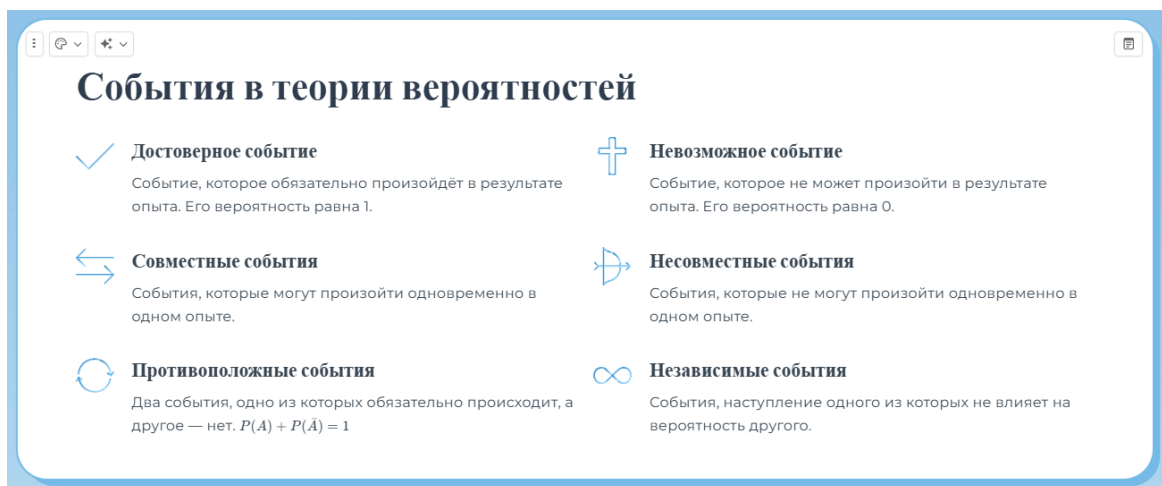 События в теории вероятностей
Достоверное событие
Событие, которое обязательно произойдёт в результате
опыта. Его вероятность равна 1.
Невозможное событие
Событие, которое не может произойти в результате
опыта. Его вероятность равна 0.
Совместные события
События, которые могут произойти одновременно в
одном опыте.
Несовместные события
События, которые не могут произойти одновременно в
одном опыте.
Противоположные события
Два события, одно из которых обязательно происходит, а
другое — нет. P(A) + P(Ā) = 1
Независимые события
События, наступление одного из которых не влияет на
вероятность другого.